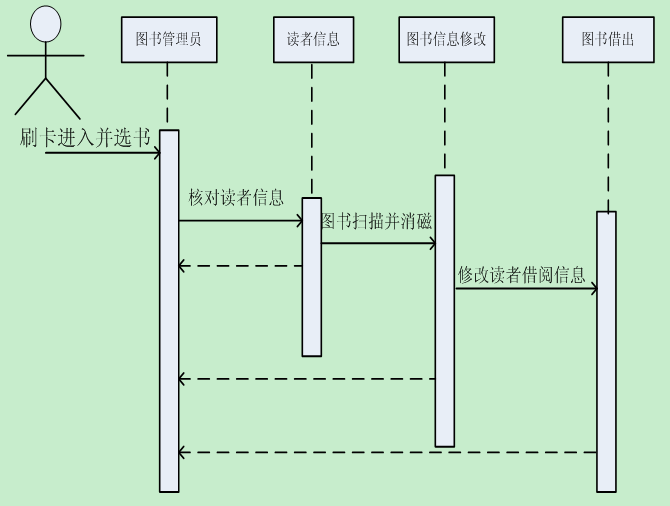 图书管理员
读者信息
图书信息修改
图书借出
刷卡进入并选书
核对读者信息
图书扫描并消磁
修改读者借阅信息